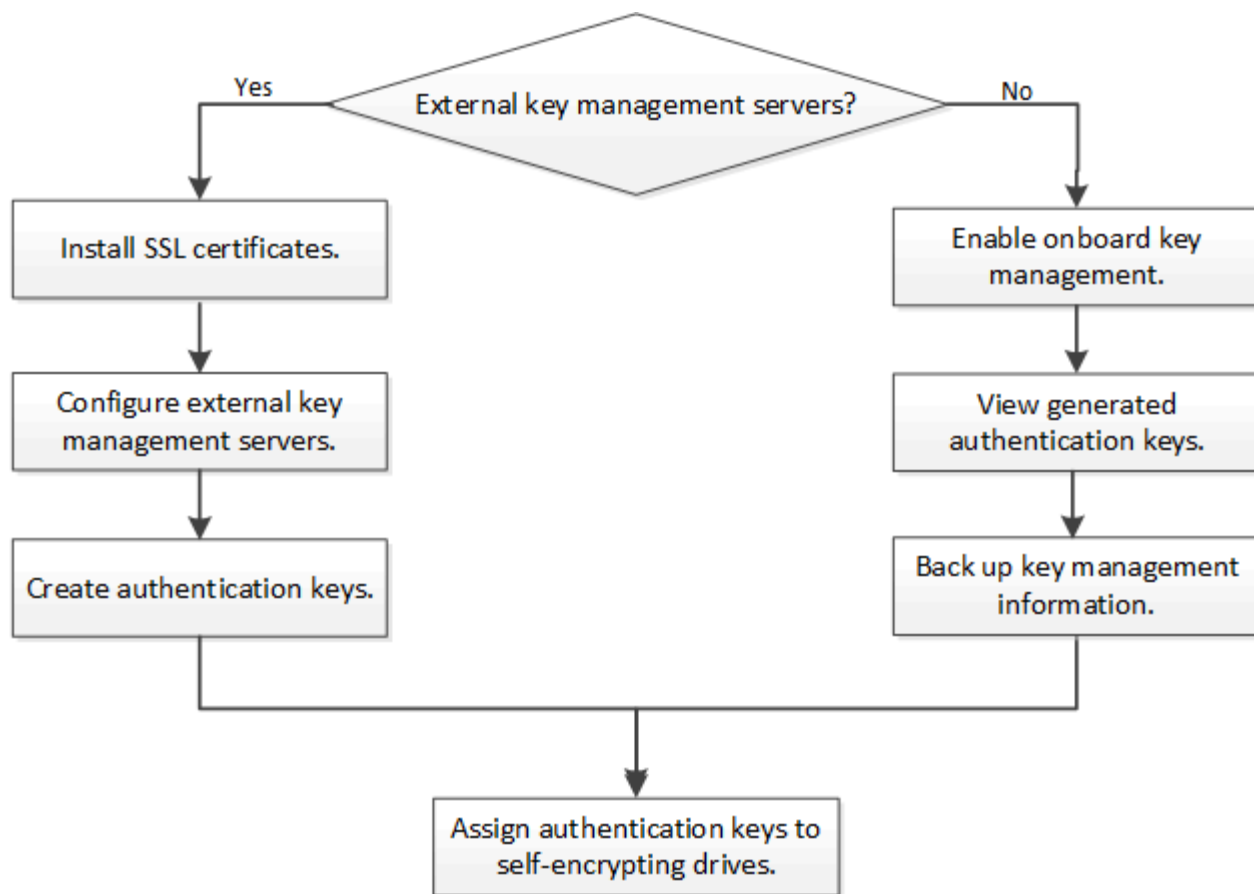 External key management servers?
Yes
No
Install SSL certificates.
Configure external key
management servers.
Create authentication keys.
Enable onboard key
management.
View generated
authentication keys.
Back up key management
information.
Assign authentication keys to
self-encrypting drives.